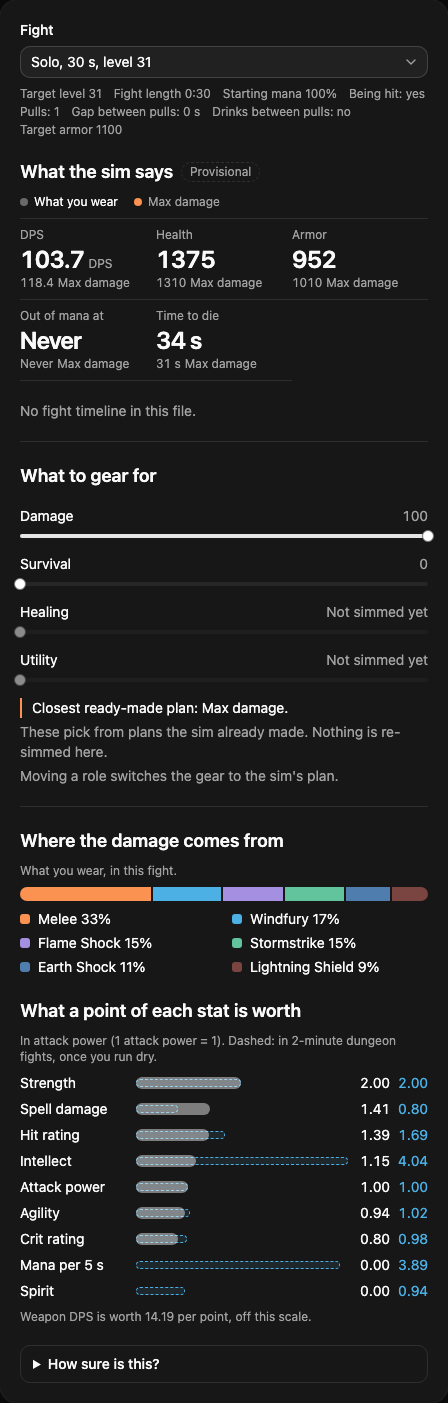 Fight
Solo, 30 s, level 31
Target level 31 Fight length 0:30 Starting mana 100% Being hit: yes
Pulls: 1 Gap between pulls: 0 s Drinks between pulls: no
Target armor 1100
What the sim says Provisional
What you wear Max damage
DPS Health Armor
103.7 DPS 1375 952
118.4 Max damage 1310 Max damage 1010 Max damage
Out of mana at Time to die
Never 34 s
Never Max damage 31 s Max damage
No fight timeline in this file.
What to gear for
Damage 100
Survival 0
Healing Not simmed yet
Utility Not simmed yet
Closest ready-made plan: Max damage.
These pick from plans the sim already made. Nothing is re-
simmed here.
Moving a role switches the gear to the sim's plan.
Where the damage comes from
What you wear, in this fight.
Melee 33% Windfury 17%
Flame Shock 15% Stormstrike 15%
Earth Shock 11% Lightning Shield 9%
What a point of each stat is worth
In attack power (1 attack power = 1). Dashed: in 2-minute dungeon
fights, once you run dry.
Strength 2.00 2.00
Spell damage 1.41 0.80
Hit rating 1.39 1.69
Intellect 1.15 4.04
Attack power 1.00 1.00
Agility 0.94 1.02
Crit rating 0.80 0.98
Mana per 5 s 0.00 3.89
Spirit 0.00 0.94
Weapon DPS is worth 14.19 per point, off this scale.
How sure is this?